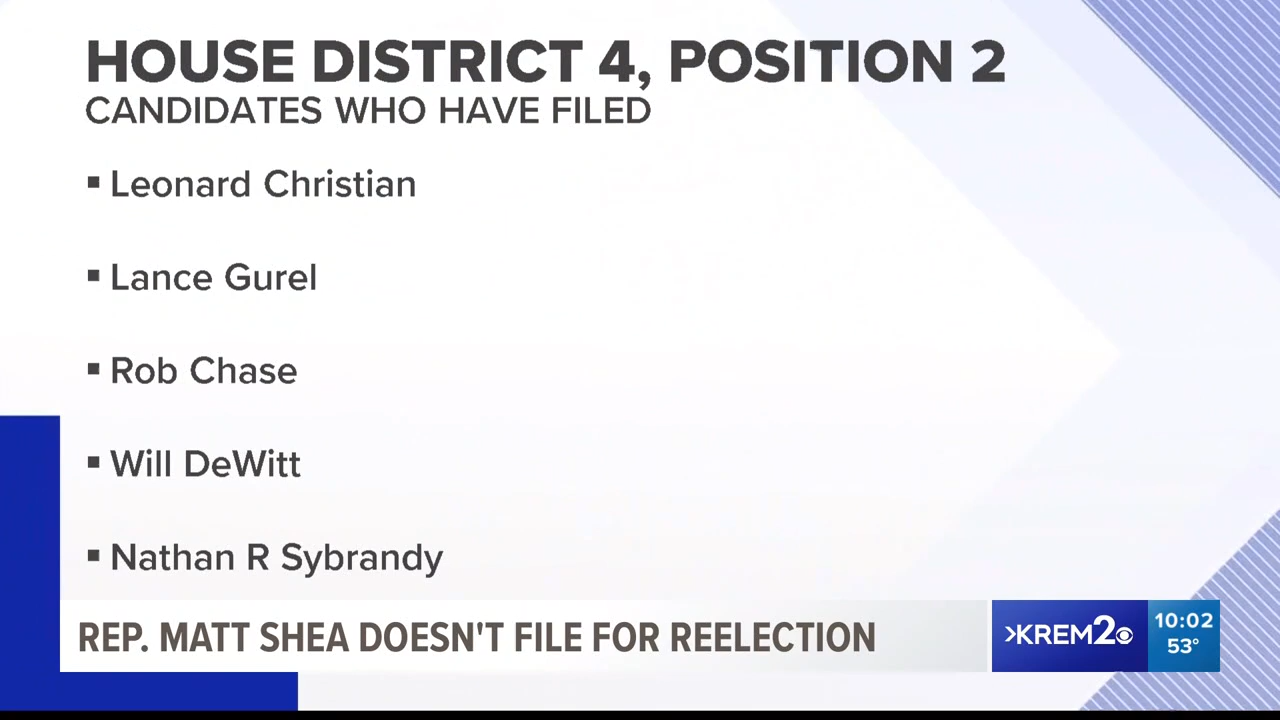 HOUSE DISTRICT 4, POSITION 2
CANDIDATES WHO HAVE FILED
▪ Leonard Christian
▪ Lance Gurel
▪ Rob Chase
▪ Will DeWitt
▪ Nathan R Sybrandy
REP. MATT SHEA DOESN'T FILE FOR REELECTION
KREM2
10:02
53°